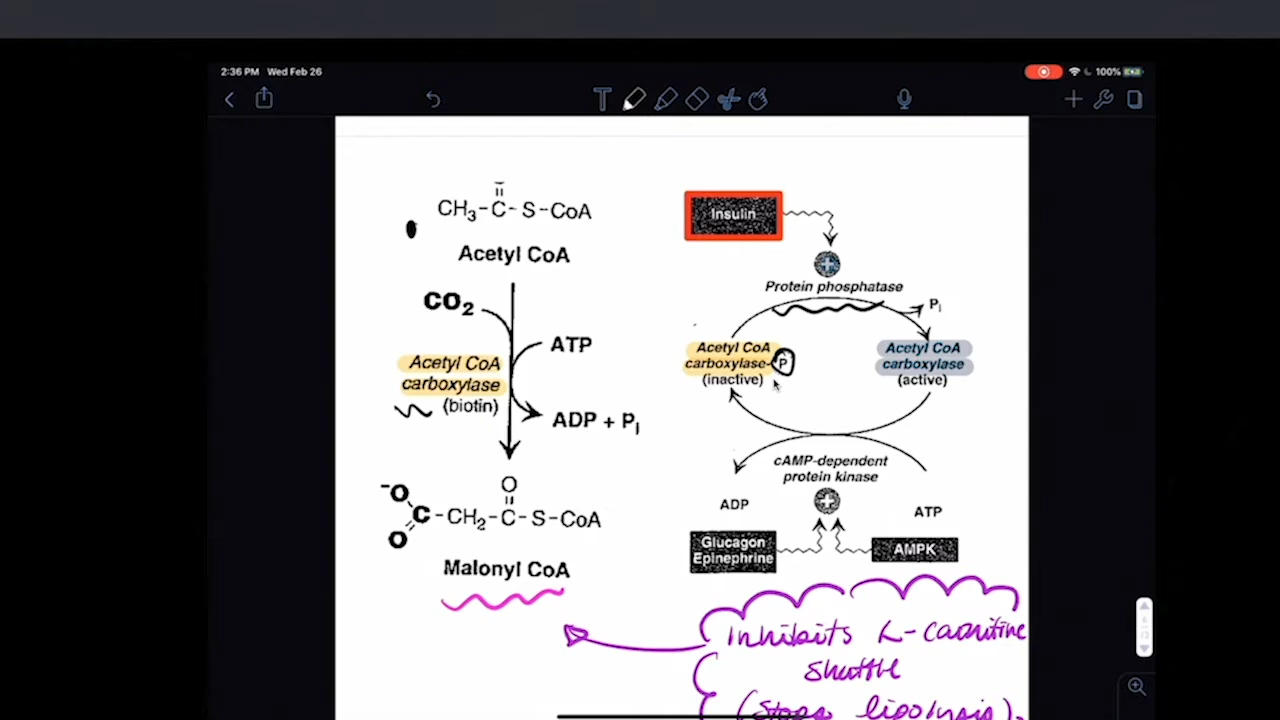 2:36 PM Wed Feb 26
100%
T
CH3-C-S-CoA
Acetyl CoA
CO2
ATP
Acetyl CoA
carboxylase
(biotin)
ADP + Pi
-O
O
C-CH2-C-S-CoA
O
Malonyl CoA
Insulin
+
Protein phosphatase
Pi
Acetyl CoA
carboxylase-P
(inactive)
Acetyl CoA
carboxylase
(active)
cAMP-dependent
protein kinase
+
ADP
ATP
Glucagon
Epinephrine
AMPK
Inhibits L-carnitine
shuttle
(stops lipolysis).